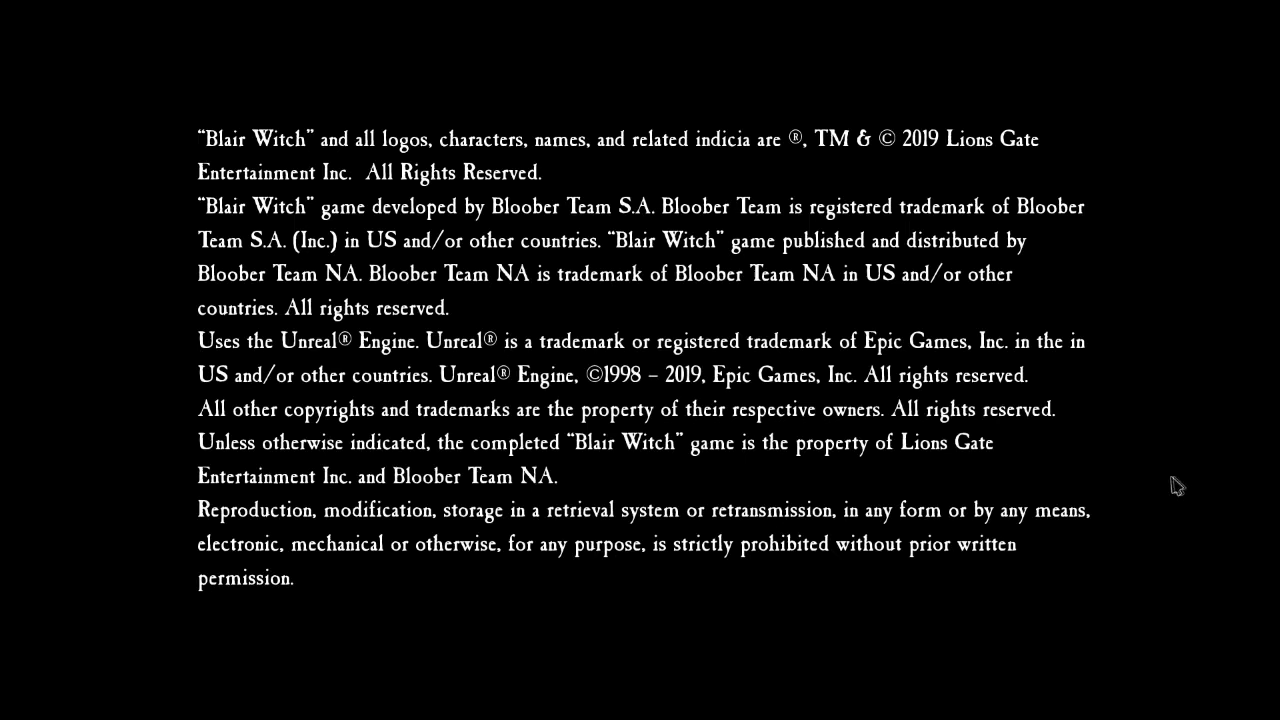 “Blair Witch” and all logos, characters, names, and related indicia are ®, TM & © 2019 Lions Gate
Entertainment Inc.  All Rights Reserved.
“Blair Witch” game developed by Bloober Team S.A. Bloober Team is registered trademark of Bloober
Team S.A. (Inc.) in US and/or other countries. “Blair Witch” game published and distributed by
Bloober Team NA. Bloober Team NA is trademark of Bloober Team NA in US and/or other
countries. All rights reserved.
Uses the Unreal® Engine. Unreal® is a trademark or registered trademark of Epic Games, Inc. in the in
US and/or other countries. Unreal® Engine, ©1998 – 2019, Epic Games, Inc. All rights reserved.
All other copyrights and trademarks are the property of their respective owners. All rights reserved.
Unless otherwise indicated, the completed “Blair Witch” game is the property of Lions Gate
Entertainment Inc. and Bloober Team NA.
Reproduction, modification, storage in a retrieval system or retransmission, in any form or by any means,
electronic, mechanical or otherwise, for any purpose, is strictly prohibited without prior written
permission.